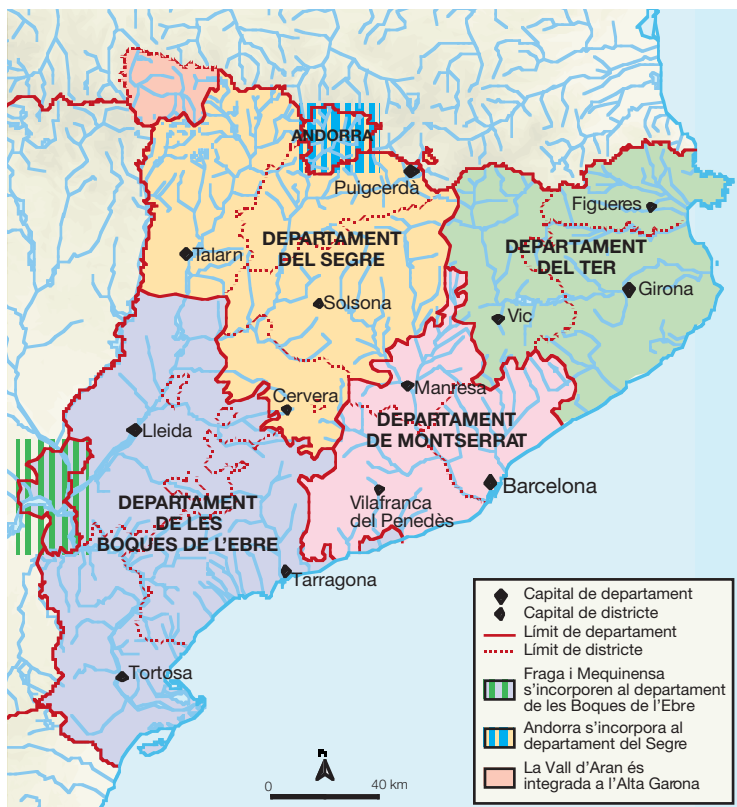 ANDORRA
Puigcerdà
Figueres
DEPARTAMENT
DEL SEGRE
DEPARTAMENT
DEL TER
Talarn
Girona
Solsona
Vic
Manresa
Cervera
DEPARTAMENT
DE MONTSERRAT
Lleida
Barcelona
Vilafranca
del Penedès
DEPARTAMENT
DE LES
BOQUES DE L'EBRE
Tarragona
Tortosa
Capital de departament
Capital de districte
Límit de departament
Límit de districte
Fraga i Mequinensa
s'incorporen al departament
de les Boques de l'Ebre
Andorra s'incorpora al
departament del Segre
La Vall d'Aran és
integrada a l'Alta Garona
n
0 40 km